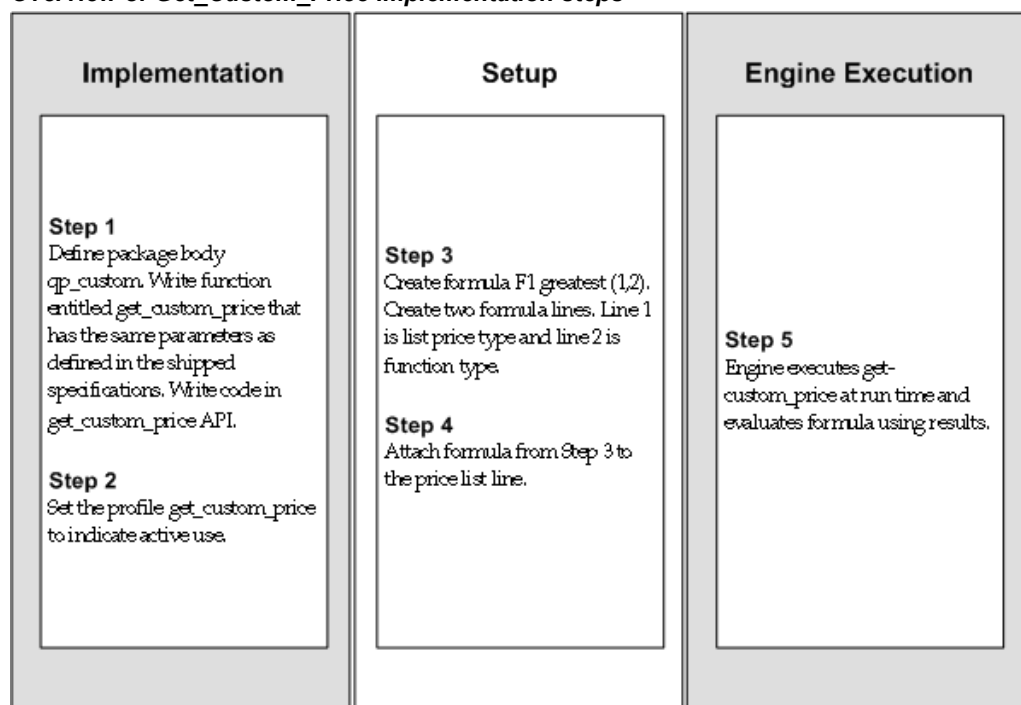 Overview of Get_Custom_Price Implementation Steps
Implementation
Step 1
Define package body
qp_custom. Write function
entitled get_custom_price that
has the same parameters as
defined in the shipped
specifications. Write code in
get_custom_price API.
Step 2
Set the profile get_custom_price
to indicate active use.
Setup
Step 3
Create formula F1 greatest (1,2).
Create two formula lines. Line 1
is list price type and line 2 is
function type.
Step 4
Attach formula from Step 3 to
the price list line.
Engine Execution
Step 5
Engine executes get-
custom_price at run time and
evaluates formula using results.